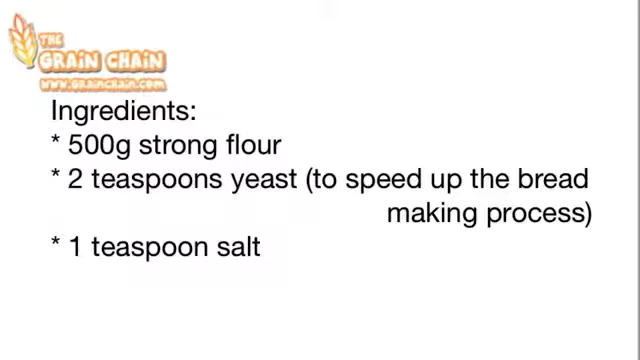 THE
GRAIN CHAIN
www.grainchain.com
Ingredients:
* 500g strong flour
* 2 teaspoons yeast (to speed up the bread
making process)
* 1 teaspoon salt